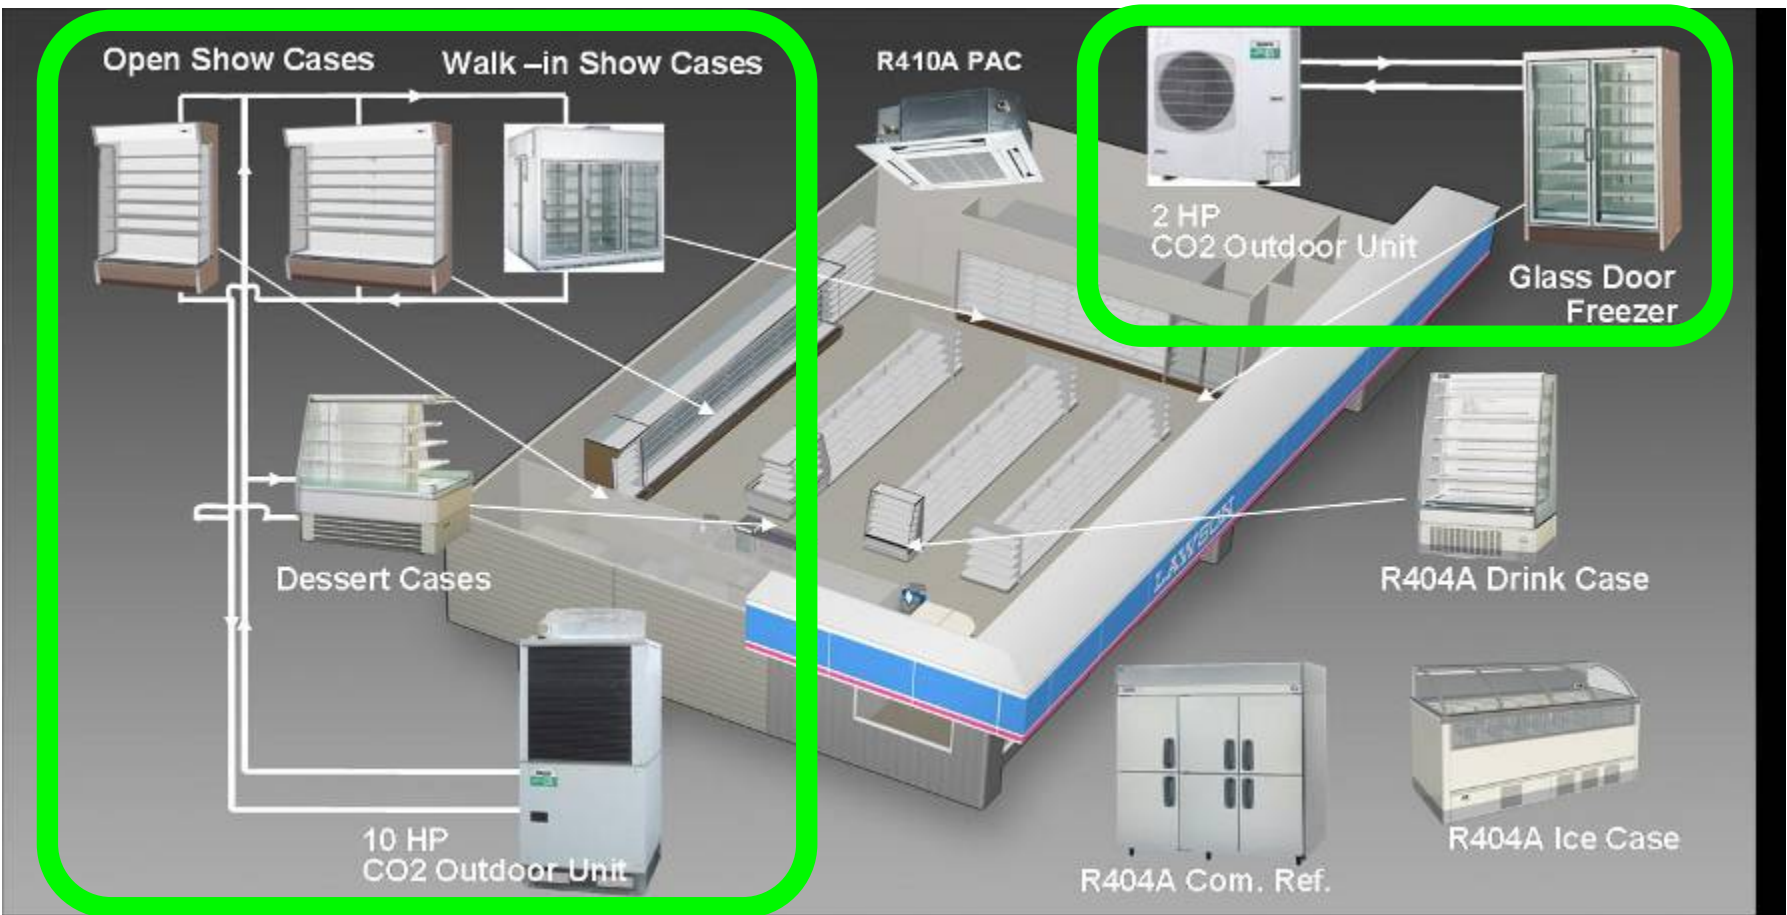 Open Show Cases
Walk –in Show Cases
R410A PAC
2 HP
CO2 Outdoor Unit
Glass Door
Freezer
Dessert Cases
LAWSON
R404A Drink Case
10 HP
CO2 Outdoor Unit
R404A Com. Ref.
R404A Ice Case